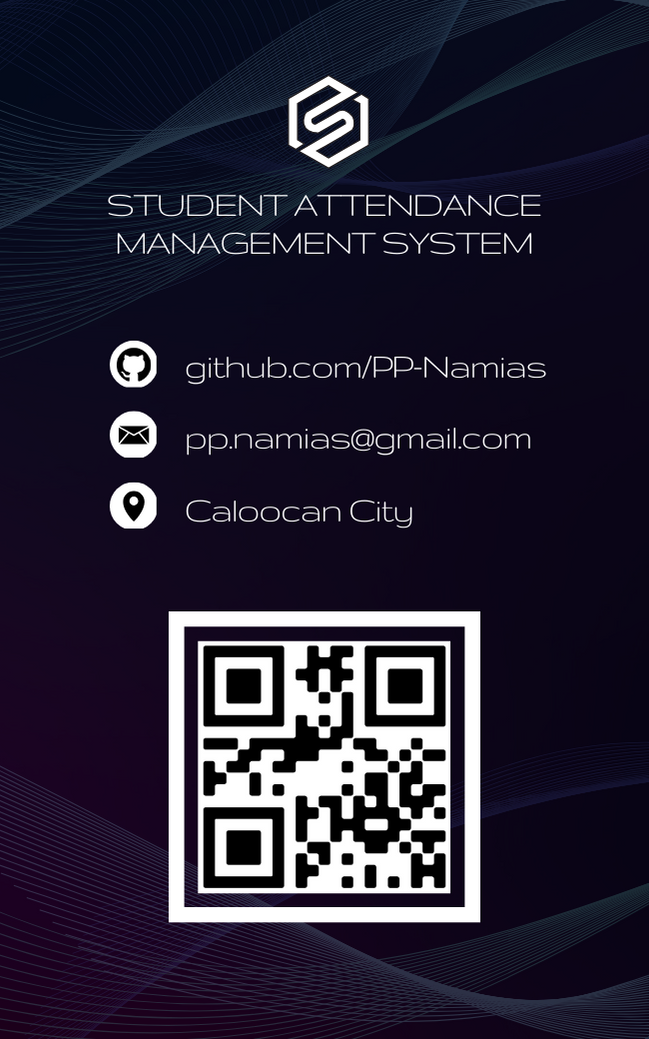 STUDENT ATTENDANCE
MANAGEMENT SYSTEM
github.com/PP-Namias
pp.namias@gmail.com
Caloocan City